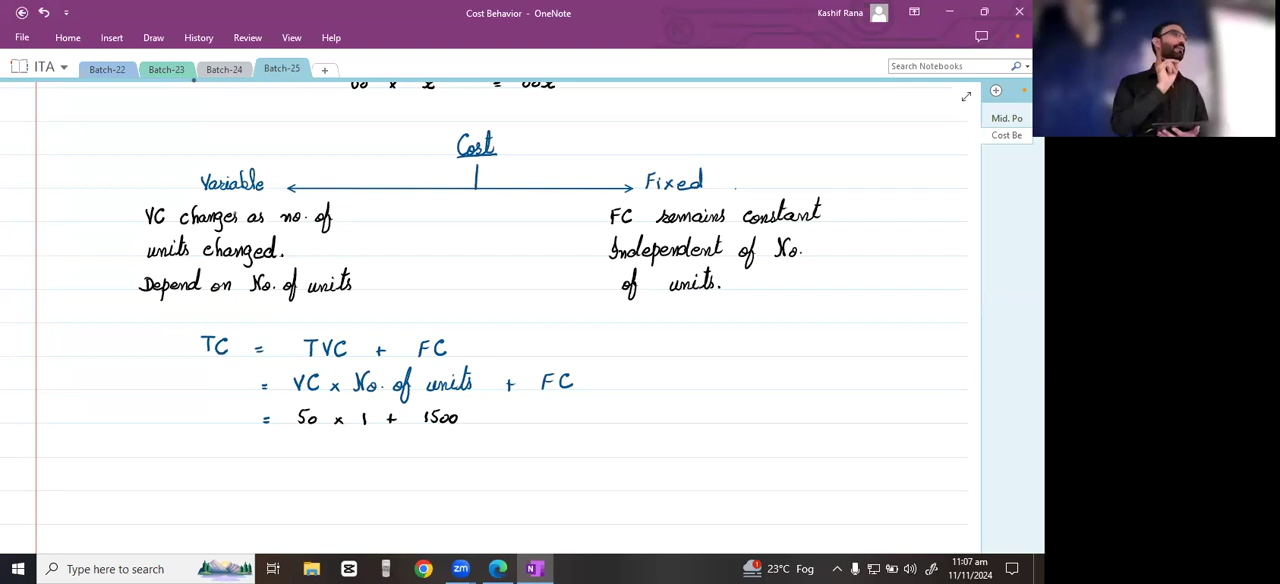 Cost Behavior - OneNote
Kashif Rana
File Home Insert Draw History Review View Help
ITA Batch-22 Batch-23 Batch-24 Batch-25
Search Notebooks
Mid. Po
Cost Be
Cost
Variable
Fixed
VC changes as no. of
units changed.
Depend on No. of units
FC remains constant
Independent of No.
of units.
TC = TVC + FC
= VC × No. of units + FC
= 50 × 1 + 1500
Type here to search
23°C Fog
11:07 am
11/11/2024